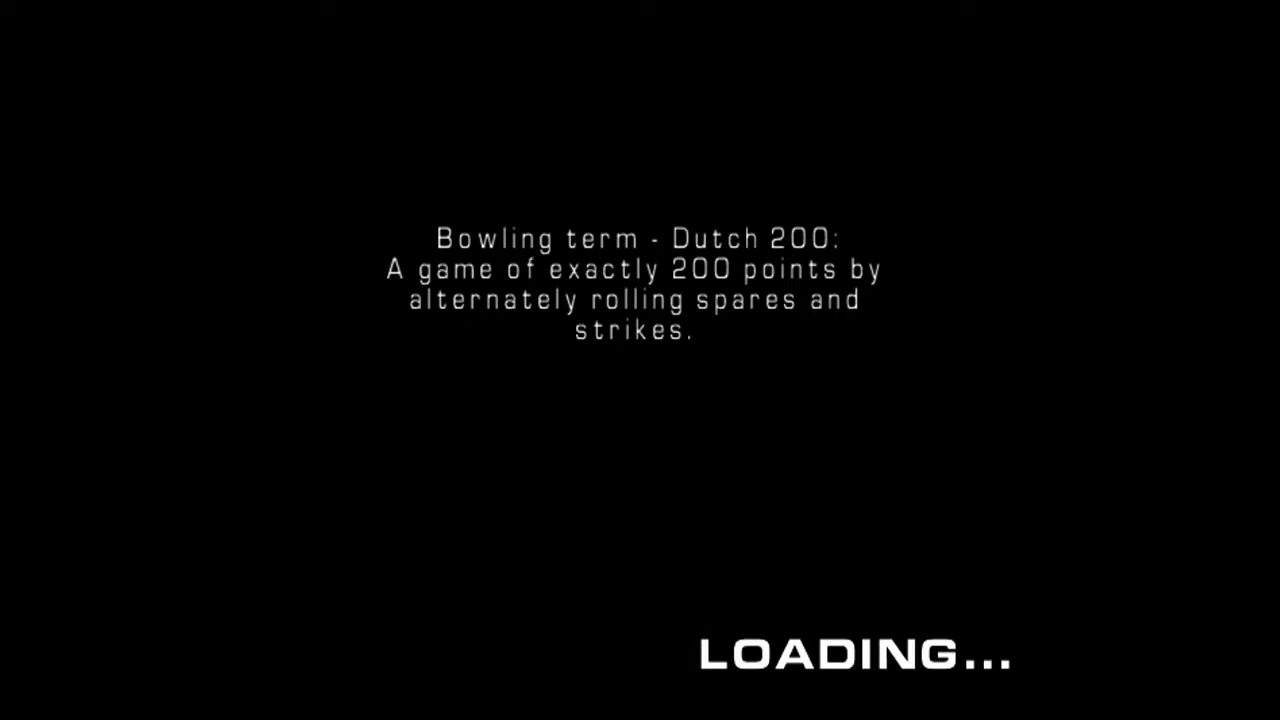 Bowling term - Dutch 200:
A game of exactly 200 points by
alternately rolling spares and
strikes.
LOADING...